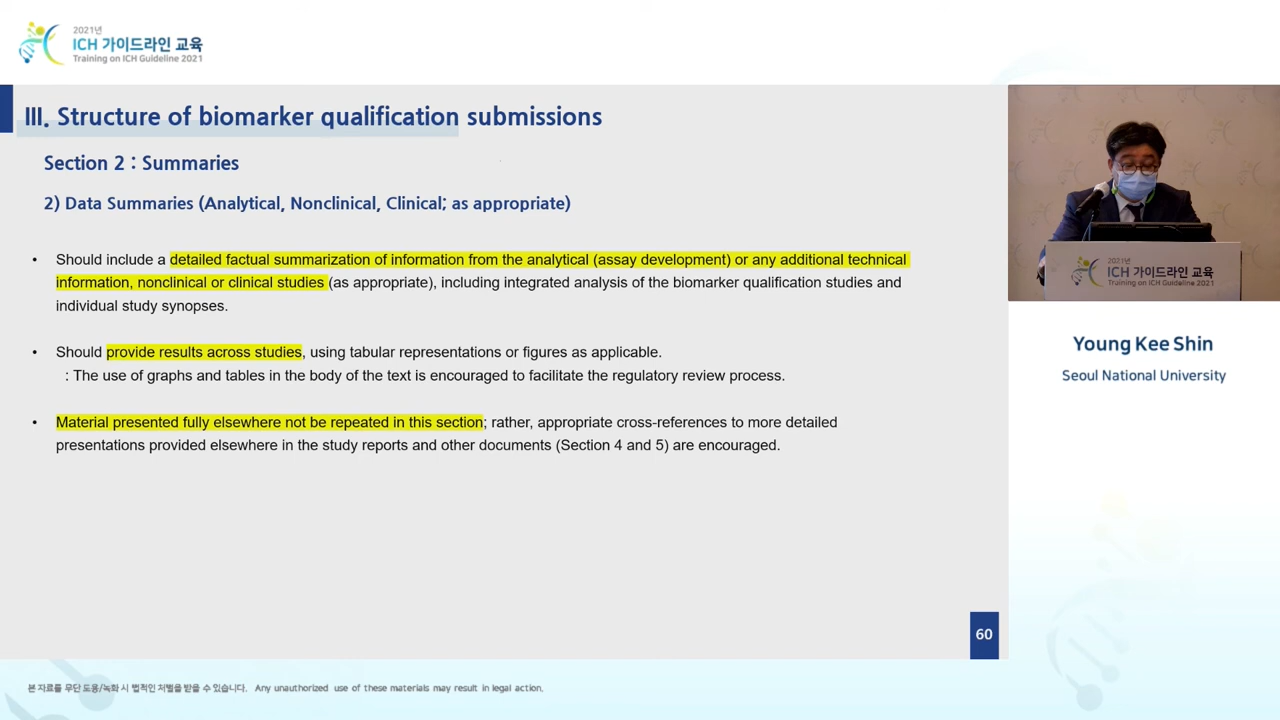 2021년
ICH 가이드라인 교육
Training on ICH Guideline 2021
III. Structure of biomarker qualification submissions
Section 2 : Summaries
2) Data Summaries (Analytical, Nonclinical, Clinical; as appropriate)
• Should include a detailed factual summarization of information from the analytical (assay development) or any additional technical
information, nonclinical or clinical studies (as appropriate), including integrated analysis of the biomarker qualification studies and
individual study synopses.
• Should provide results across studies, using tabular representations or figures as applicable.
: The use of graphs and tables in the body of the text is encouraged to facilitate the regulatory review process.
• Material presented fully elsewhere not be repeated in this section; rather, appropriate cross-references to more detailed
presentations provided elsewhere in the study reports and other documents (Section 4 and 5) are encouraged.
60
2021년
ICH 가이드라인 교육
Training on ICH Guideline 2021
Young Kee Shin
Seoul National University
본 자료를 무단 도용/녹화 시 법적인 처벌을 받을 수 있습니다. Any unauthorized use of these materials may result in legal action.